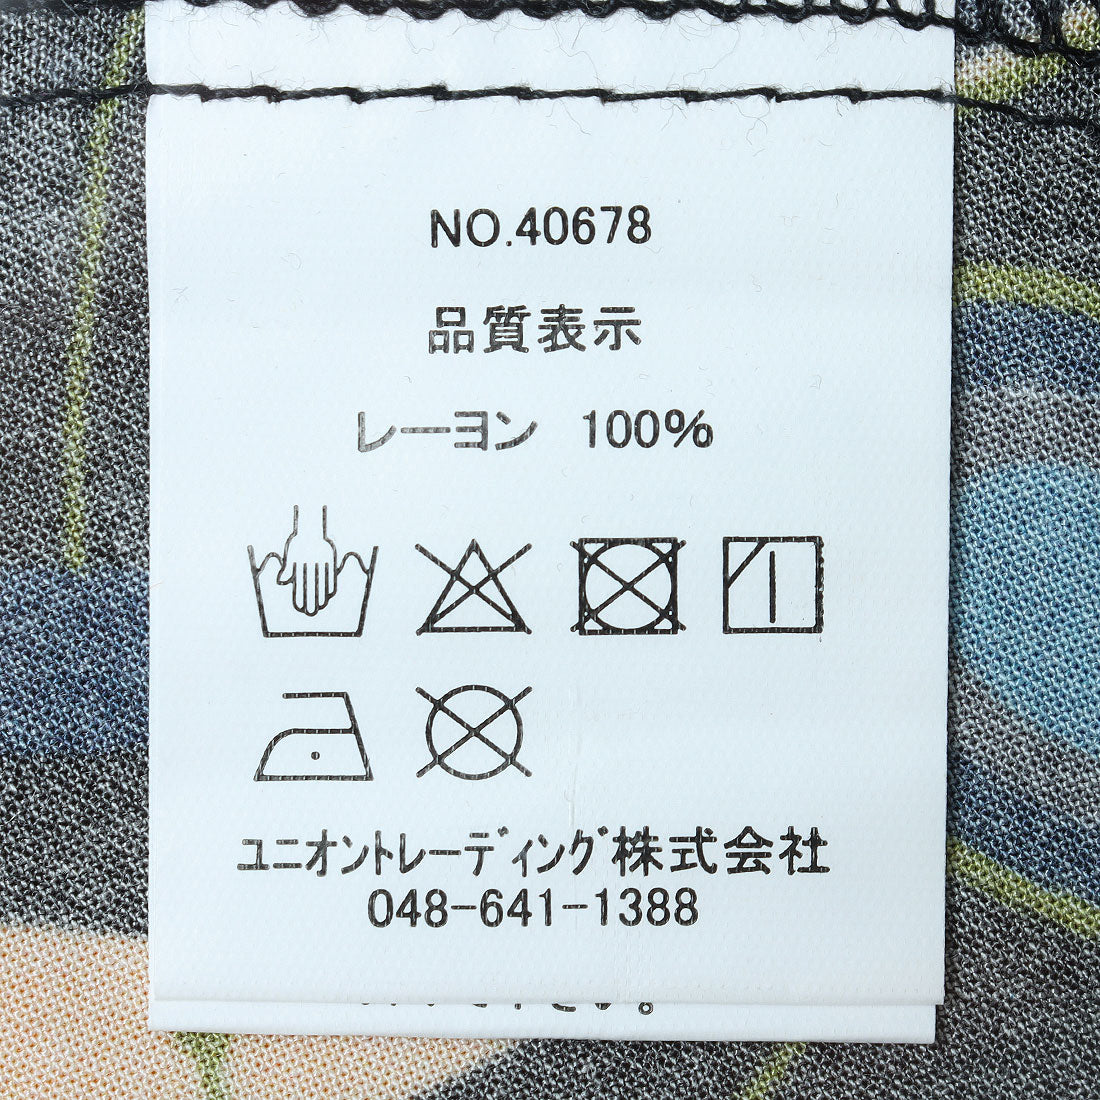 NO.40678
品質表示
レーヨン 100%
ユニオントレーディング株式会社
048-641-1388